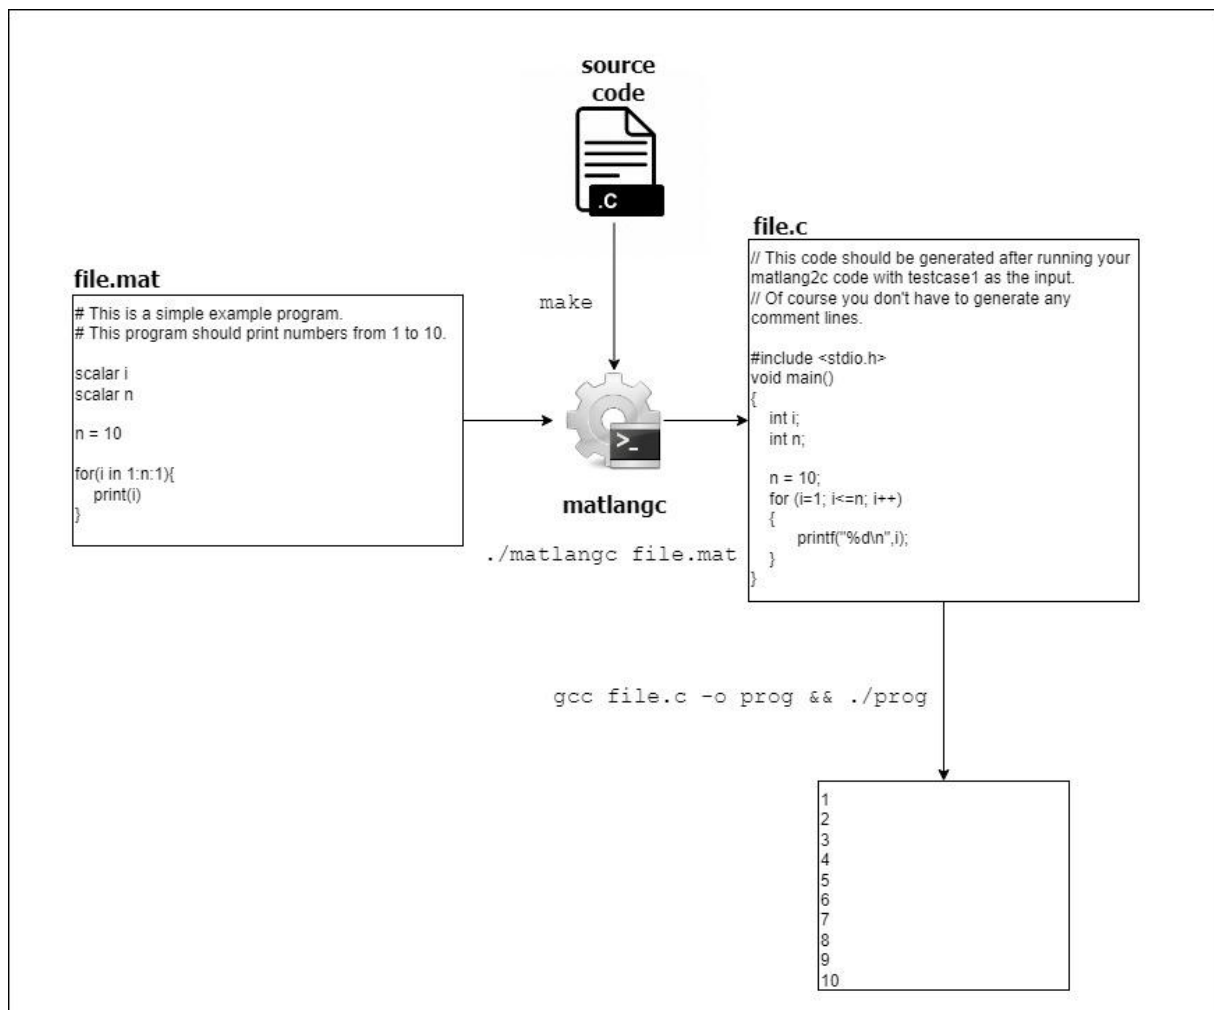 source
code
.C
file.mat
# This is a simple example program.
# This program should print numbers from 1 to 10.
scalar i
scalar n
n = 10
for(i in 1:n:1){
print(i)
}
make
>_
matlangc
./matlangc file.mat
file.c
// This code should be generated after running your
matlang2c code with testcase1 as the input.
// Of course you don't have to generate any
comment lines.
#include <stdio.h>
void main()
{
int i;
int n;
n = 10;
for (i=1; i<=n; i++)
{
printf("%d\n",i);
}
}
gcc file.c -o prog && ./prog
1
2
3
4
5
6
7
8
9
10